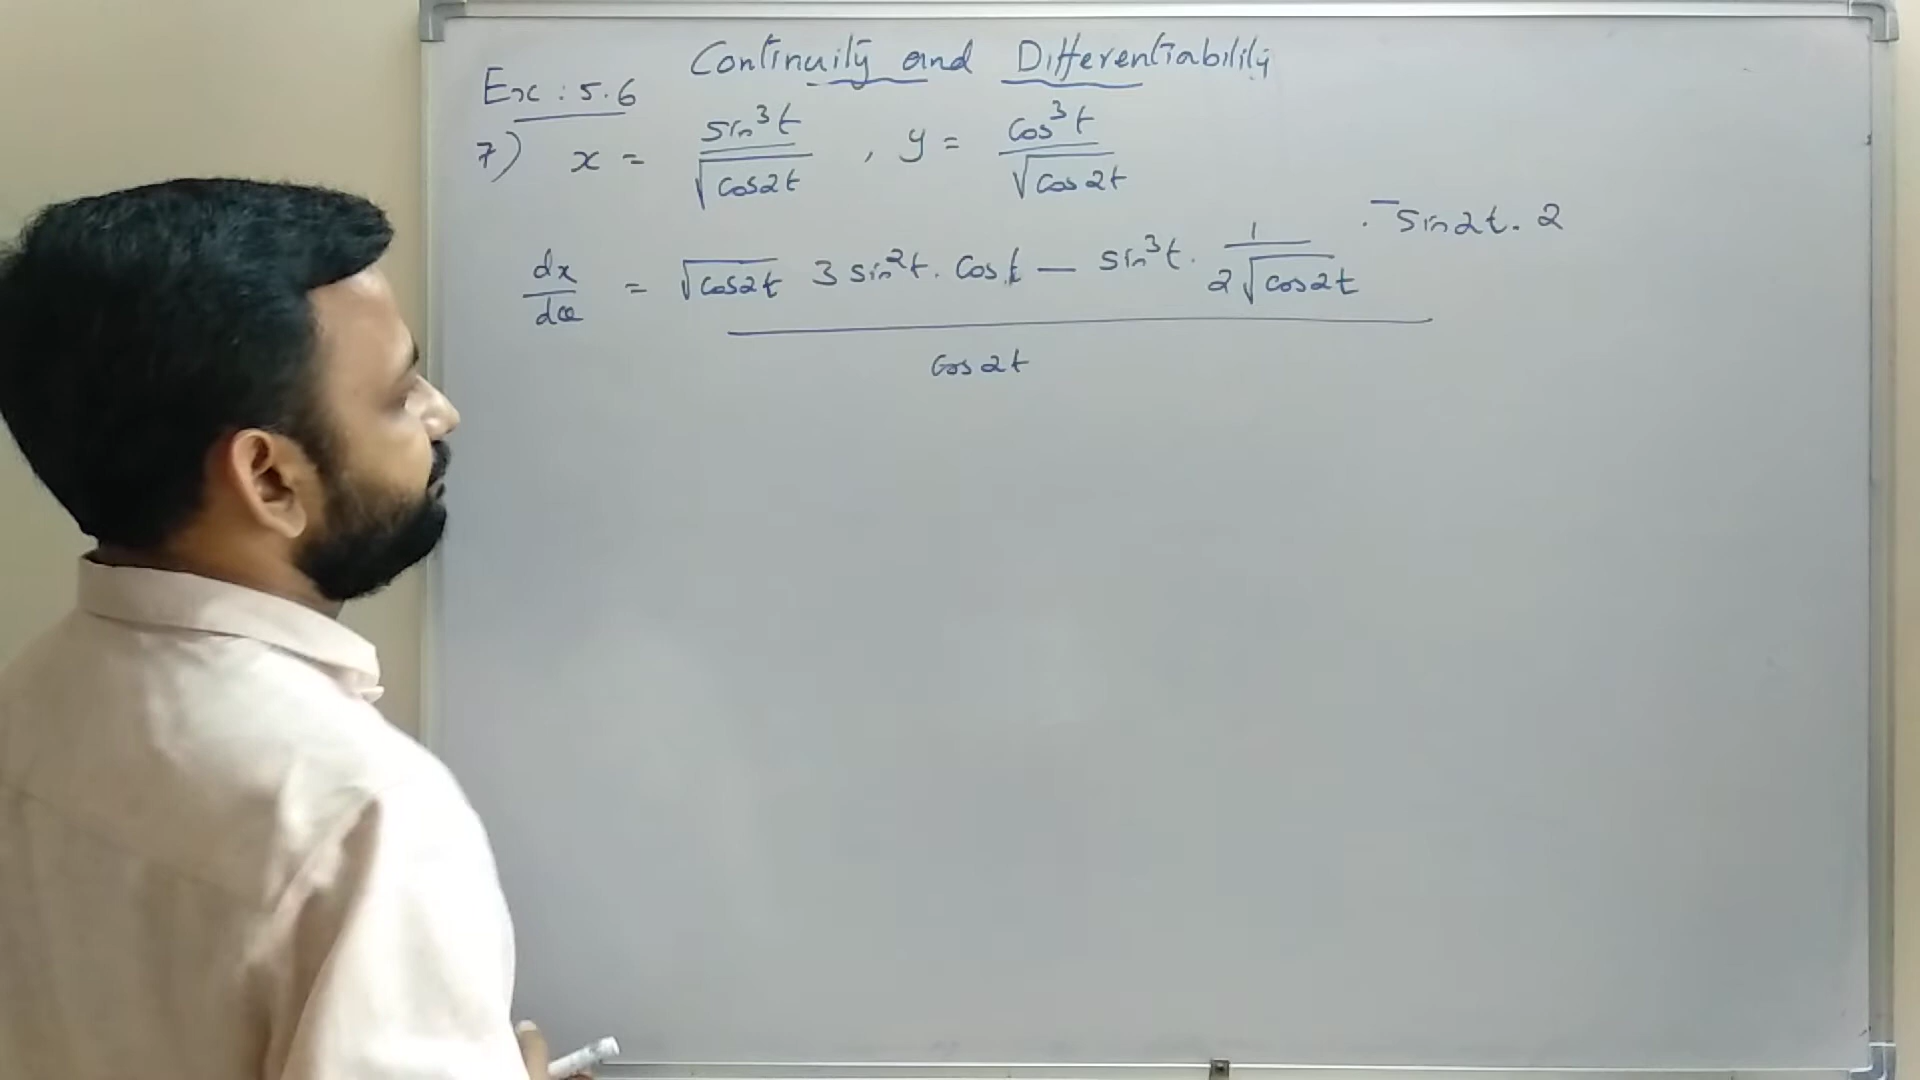 Continuity and Differentiability
Ex : 5.6
7) x = sin³t / √cos2t , y = cos³t / √cos2t
dx/dθ = (√cos2t 3 sin²t . cos t — sin³t . 1/(2√cos2t) . -sin2t . 2) / cos2t